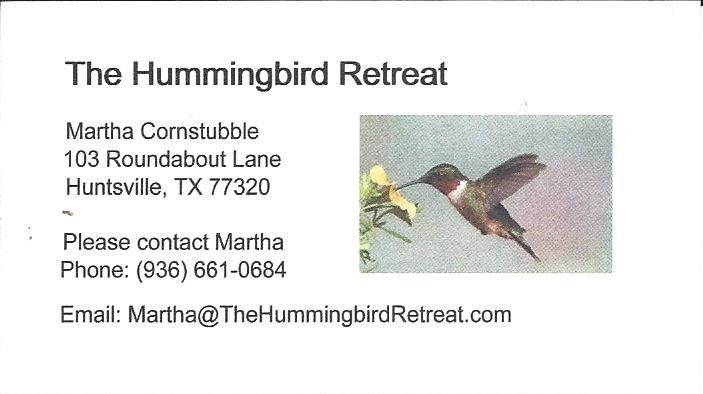 The Hummingbird Retreat
Martha Cornstubble
103 Roundabout Lane
Huntsville, TX 77320
Please contact Martha
Phone: (936) 661-0684
Email: Martha@TheHummingbirdRetreat.com